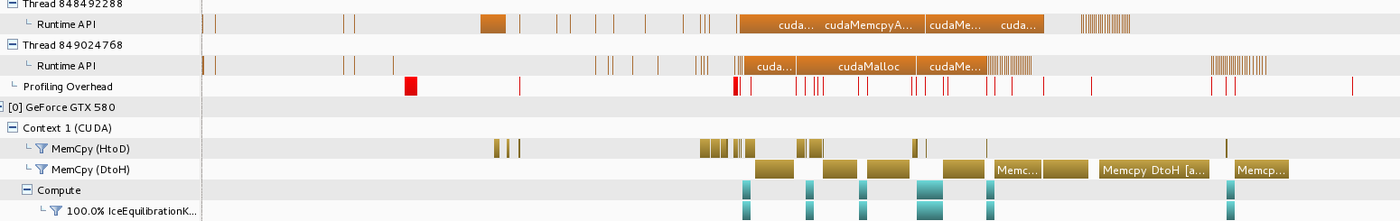 Thread 848492288
Runtime API
cuda... cudaMemcpyA... cudaMe... cuda...
Thread 849024768
Runtime API
cuda... cudaMalloc cudaMe...
Profiling Overhead
[0] GeForce GTX 580
Context 1 (CUDA)
MemCpy (HtoD)
MemCpy (DtoH)
Memc... Memcpy DtoH [a... Memcp...
Compute
100.0% IceEquilibrationK...